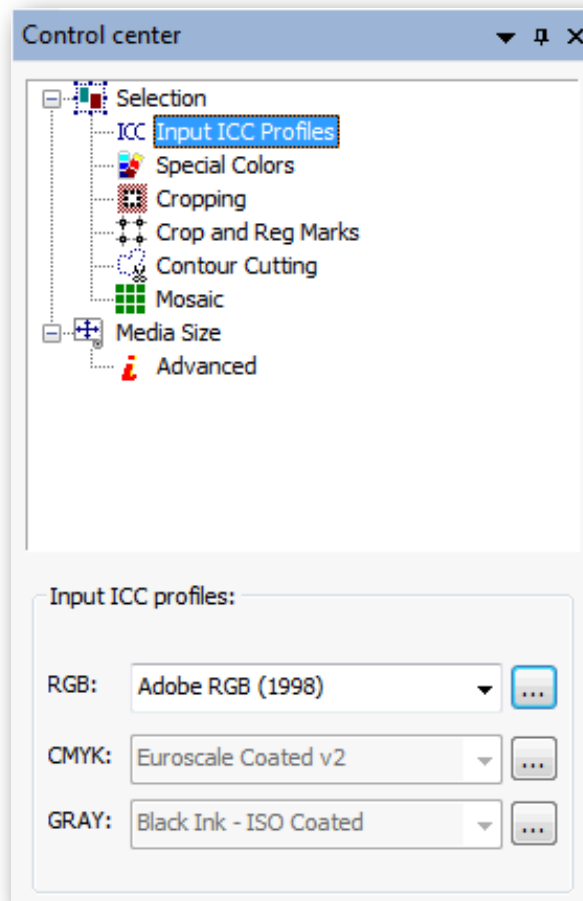 Control center
Selection
ICC Input ICC Profiles
Special Colors
Cropping
Crop and Reg Marks
Contour Cutting
Mosaic
Media Size
i Advanced
Input ICC profiles:
RGB: Adobe RGB (1998) ...
CMYK: Euroscale Coated v2 ...
GRAY: Black Ink - ISO Coated ...